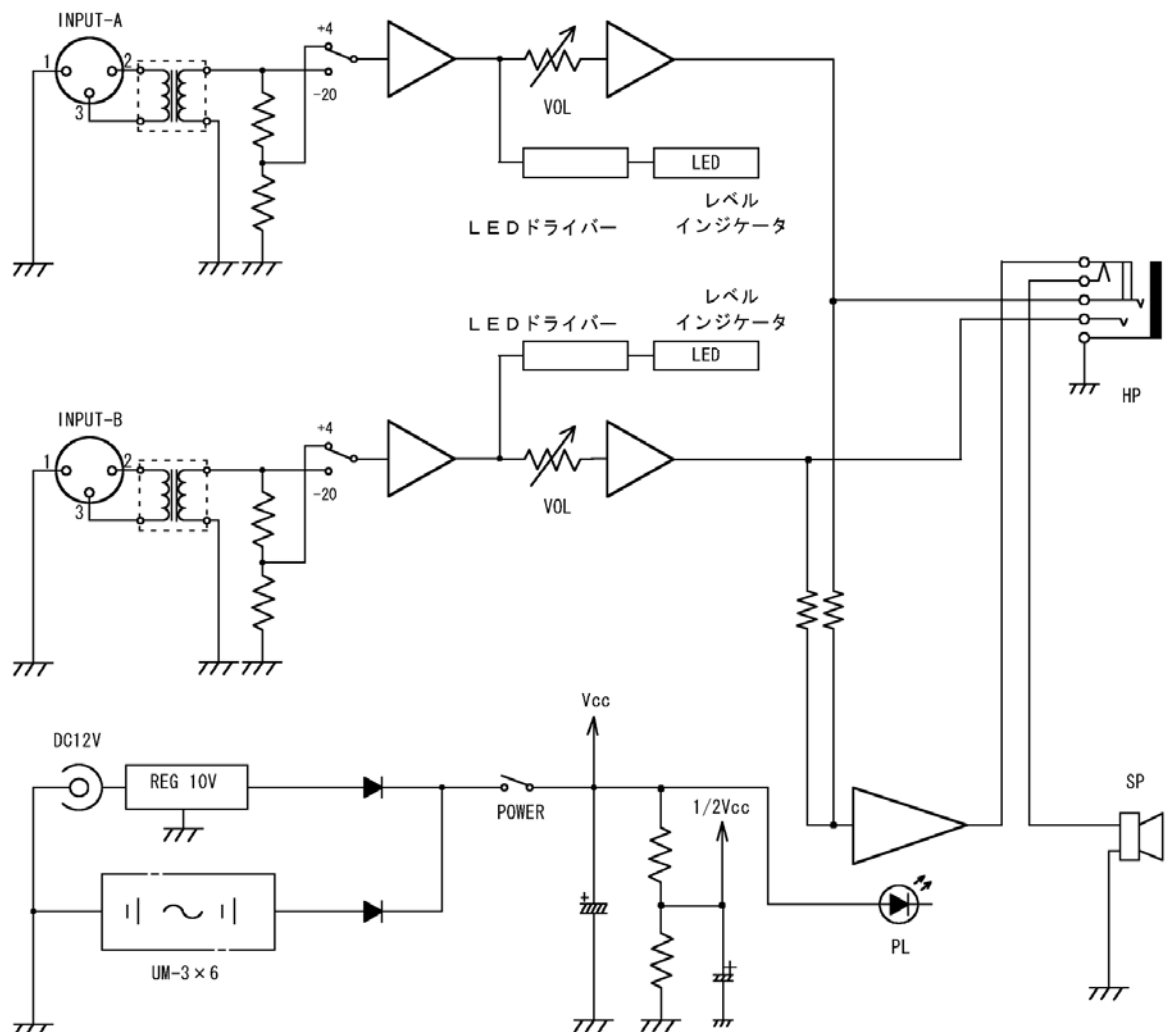 INPUT-A
1
2
3
+4
-20
VOL
LED
レベル
LEDドライバー
インジケータ
レベル
LEDドライバー
インジケータ
LED
HP
INPUT-B
1
2
3
+4
-20
VOL
Vcc
DC12V
REG 10V
POWER
1/2Vcc
SP
+
UM-3×6
+
PL